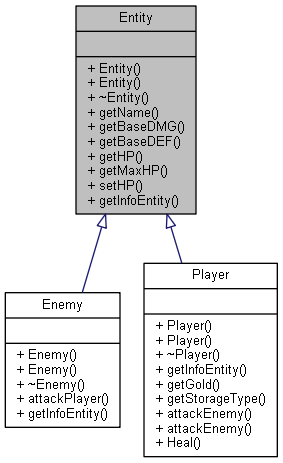 Entity
+ Entity()
+ Entity()
+ ~Entity()
+ getName()
+ getBaseDMG()
+ getBaseDEF()
+ getHP()
+ getMaxHP()
+ setHP()
+ getInfoEntity()
Enemy
+ Enemy()
+ Enemy()
+ ~Enemy()
+ attackPlayer()
+ getInfoEntity()
Player
+ Player()
+ Player()
+ ~Player()
+ getInfoEntity()
+ getGold()
+ getStorageType()
+ attackEnemy()
+ attackEnemy()
+ Heal()